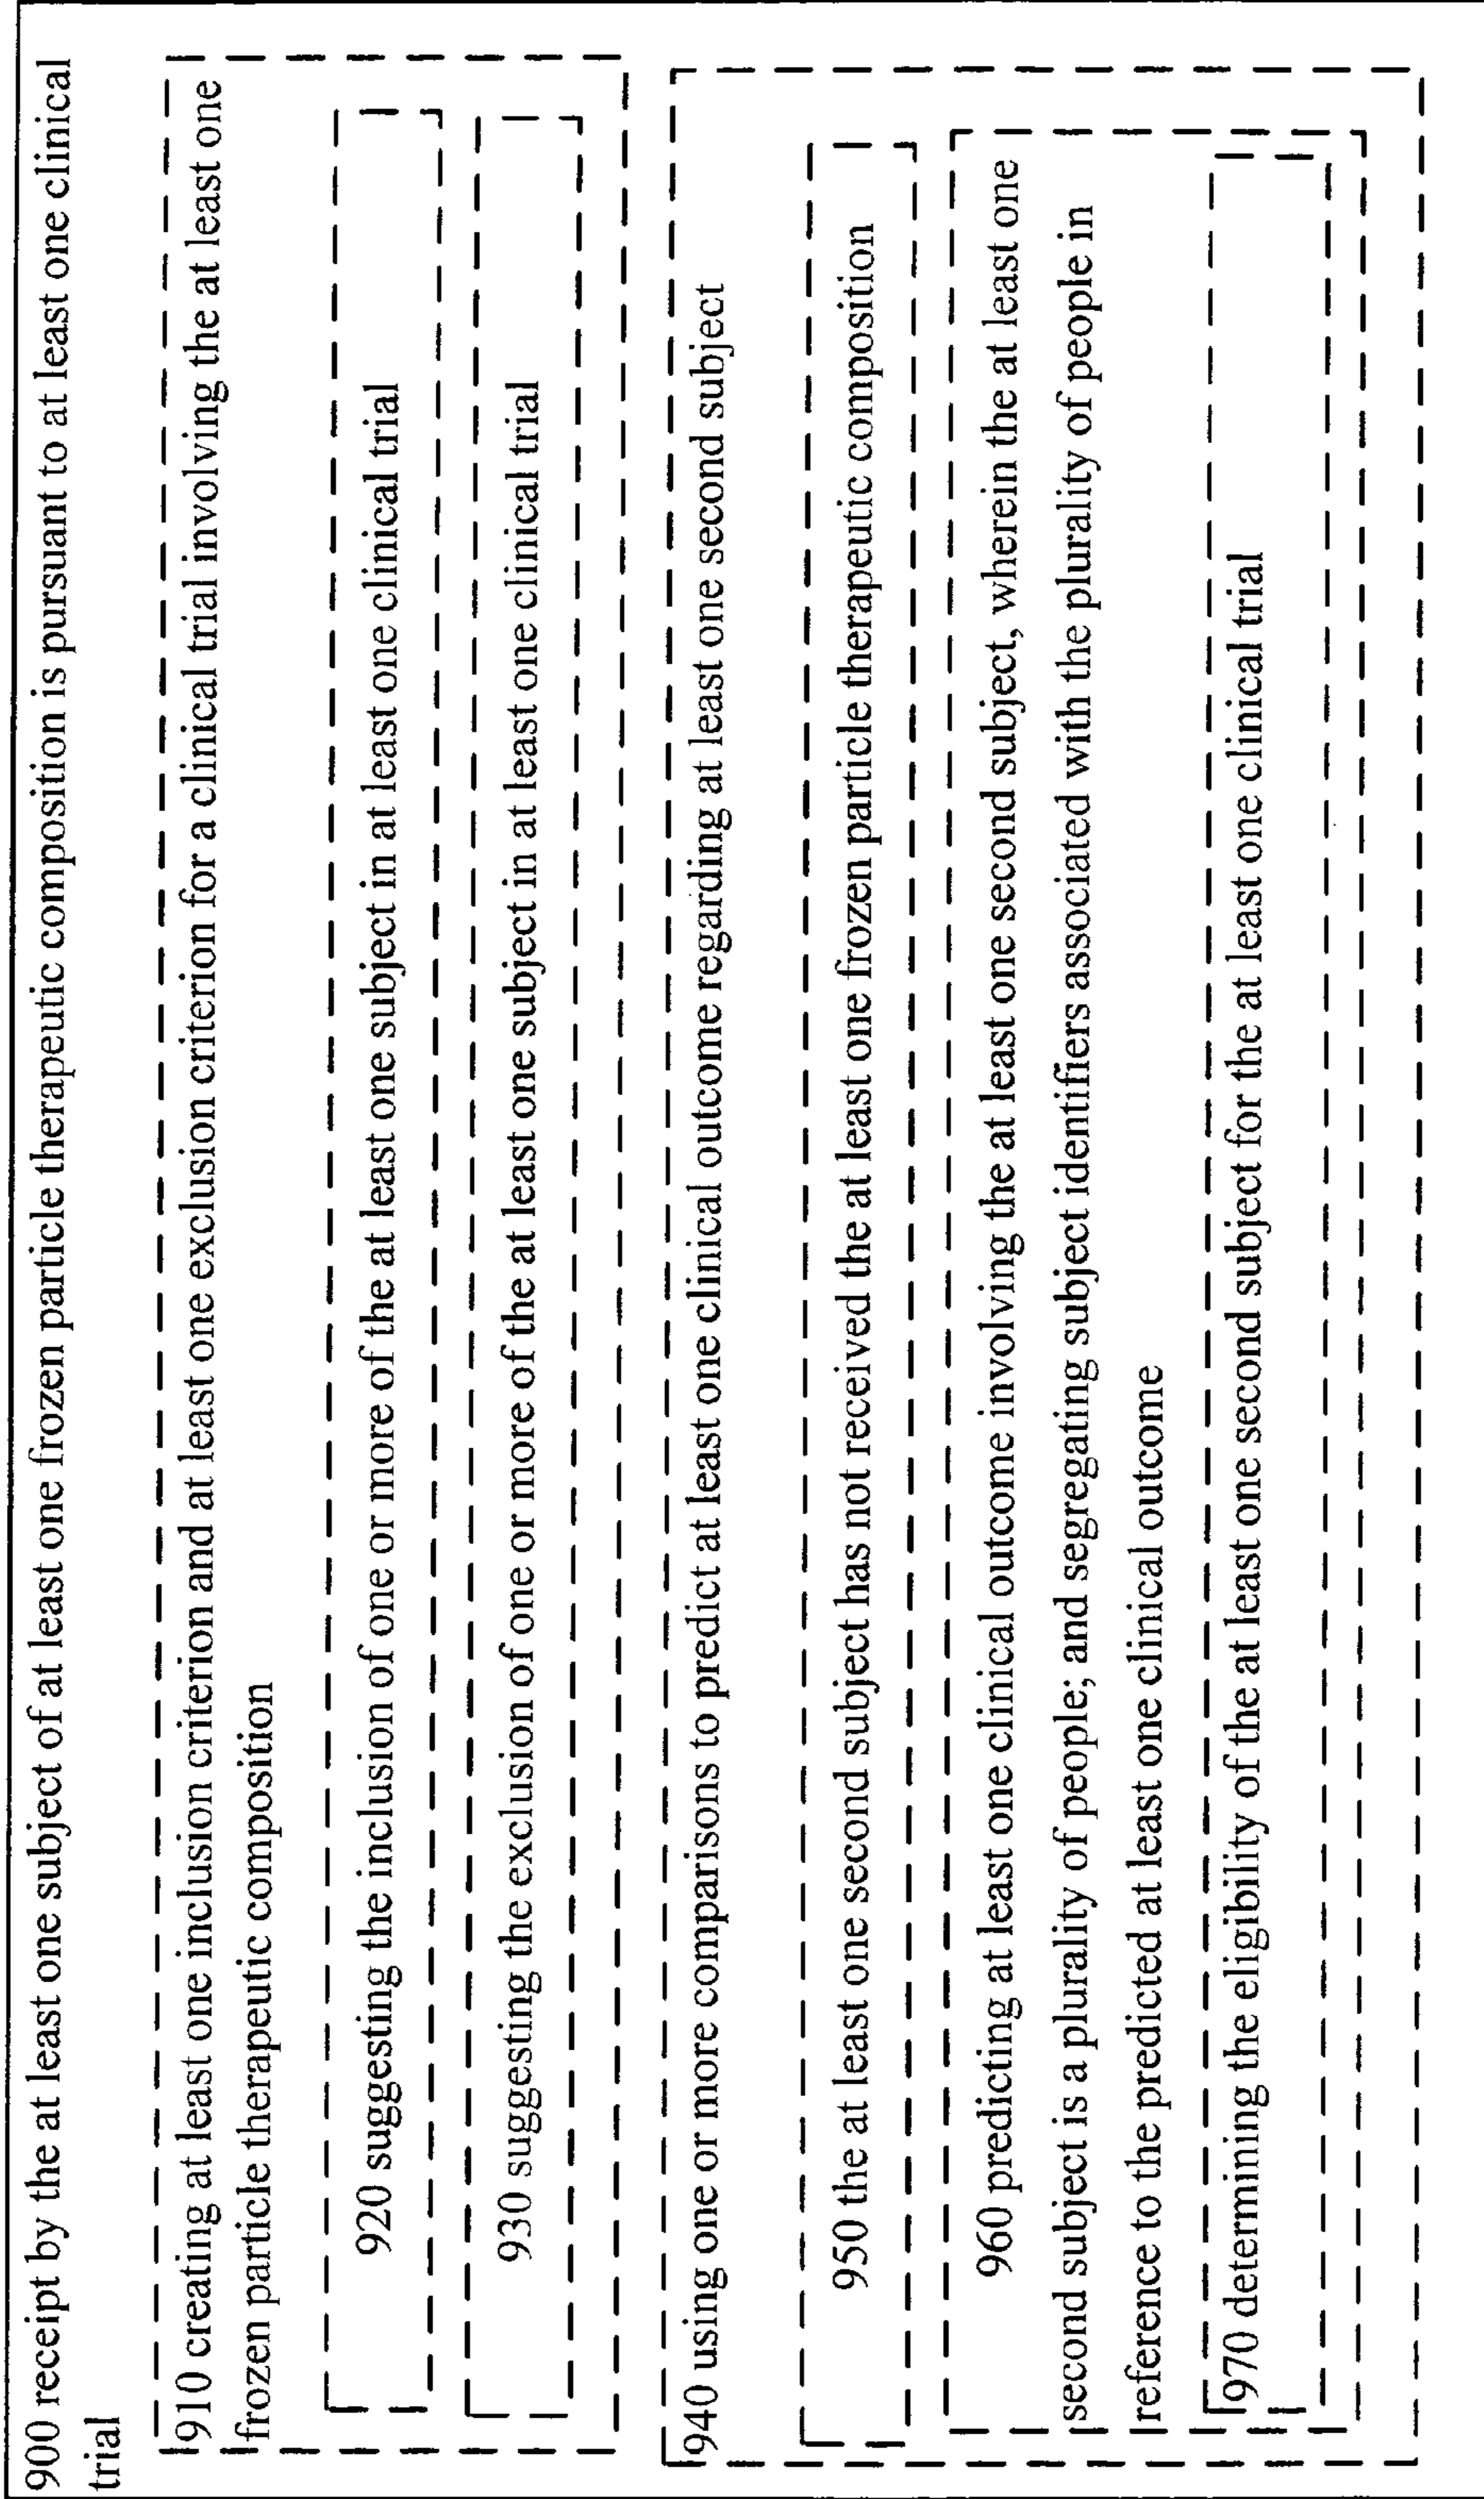 900 receipt by the at least one subject of at least one frozen particle therapeutic composition is pursuant to at least one clinical
trial
910 creating at least one inclusion criterion and at least one exclusion criterion for a clinical trial involving the at least one
frozen particle therapeutic composition
920 suggesting the inclusion of one or more of the at least one subject in at least one clinical trial
930 suggesting the exclusion of one or more of the at least one subject in at least one clinical trial
940 using one or more comparisons to predict at least one clinical outcome regarding at least one second subject
950 the at least one second subject has not received the at least one frozen particle therapeutic composition
960 predicting at least one clinical outcome involving the at least one second subject, wherein the at least one
second subject is a plurality of people; and segregating subject identifiers associated with the plurality of people in
reference to the predicted at least one clinical outcome
970 determining the eligibility of the at least one second subject for the at least one clinical trial